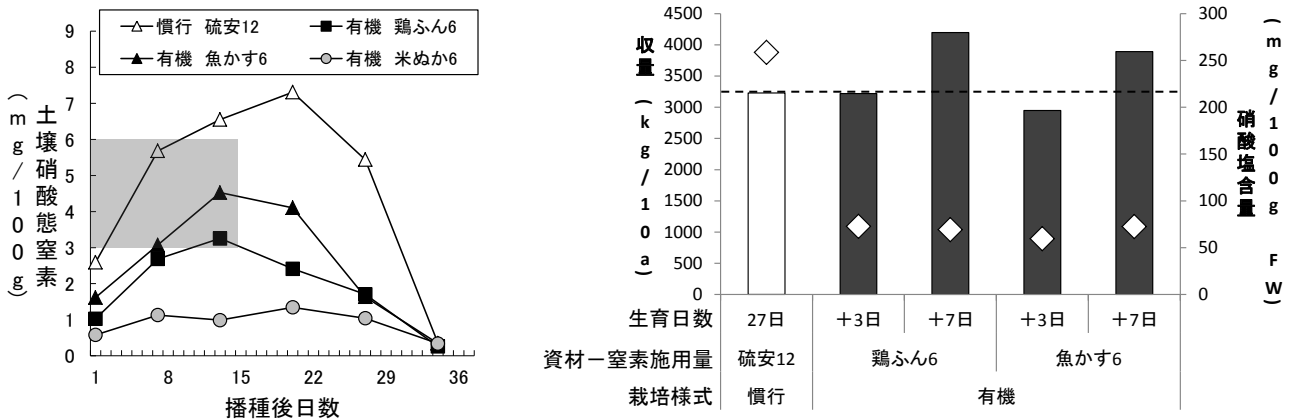 慣行 硫安12
有機 鶏ふん6
有機 魚かす6
有機 米ぬか6
土壌硝酸態窒素
(mg/100g)
9
8
7
6
5
4
3
2
1
0
1 8 15 22 29 36
播種後日数
収量 (kg/10a)
4500
4000
3500
3000
2500
2000
1500
1000
500
0
300
250
200
150
100
50
0
硝酸塩含量
(mg/100g FW)
生育日数 27日 +3日 +7日 +3日 +7日
資材－窒素施用量 硫安12 鶏ふん6 魚かす6
栽培様式 慣行 有機